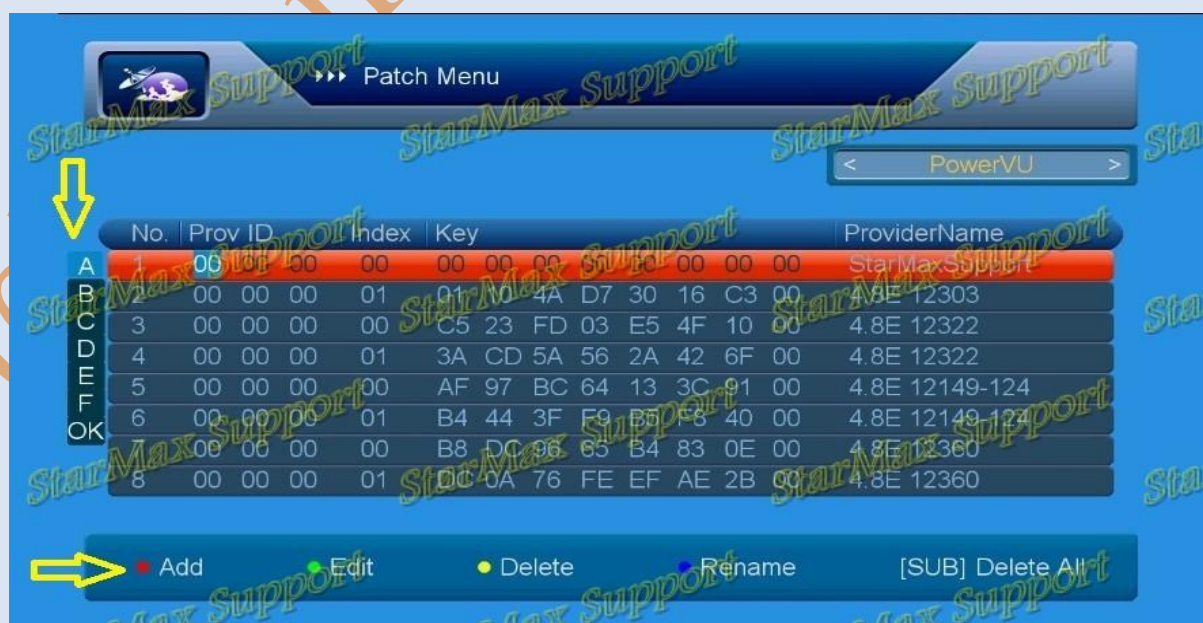 StarMax Support
Patch Menu
< PowerVU >
No. Prov ID Index Key ProviderName
A
B
C
D
E
F
OK
1 00 00 00 00 00 00 00 00 00 00 00 00 StarMaxSupport
2 00 00 00 01 01 10 4A D7 30 16 C3 00 4.8E 12303
3 00 00 00 00 C5 23 FD 03 E5 4F 10 00 4.8E 12322
4 00 00 00 01 3A CD 5A 56 2A 42 6F 00 4.8E 12322
5 00 00 00 00 AF 97 BC 64 13 3C 91 00 4.8E 12149-124
6 00 00 00 01 B4 44 3F F9 B5 F8 40 00 4.8E 12149-124
7 00 00 00 00 B8 DC 96 65 B4 83 0E 00 4.8E 12360
8 00 00 00 01 DC 0A 76 FE EF AE 2B 00 4.8E 12360
Add Edit Delete Rename [SUB] Delete All